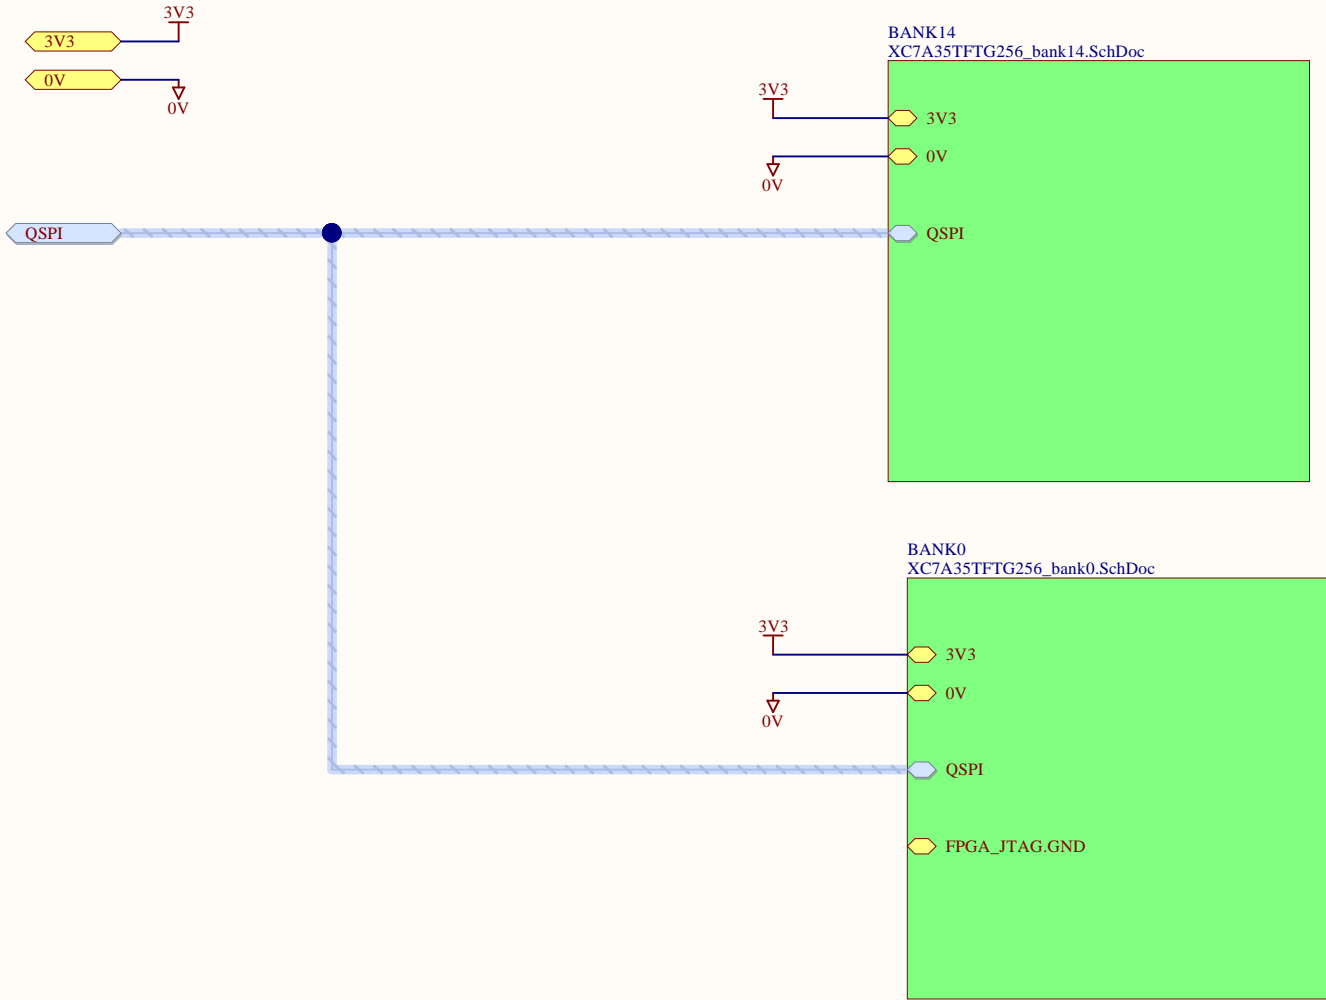 3V3
3V3
0V
0V
QSPI
BANK14
XC7A35TFTG256_bank14.SchDoc
3V3
3V3
0V
0V
QSPI
BANK0
XC7A35TFTG256_bank0.SchDoc
3V3
3V3
0V
0V
QSPI
FPGA_JTAG.GND